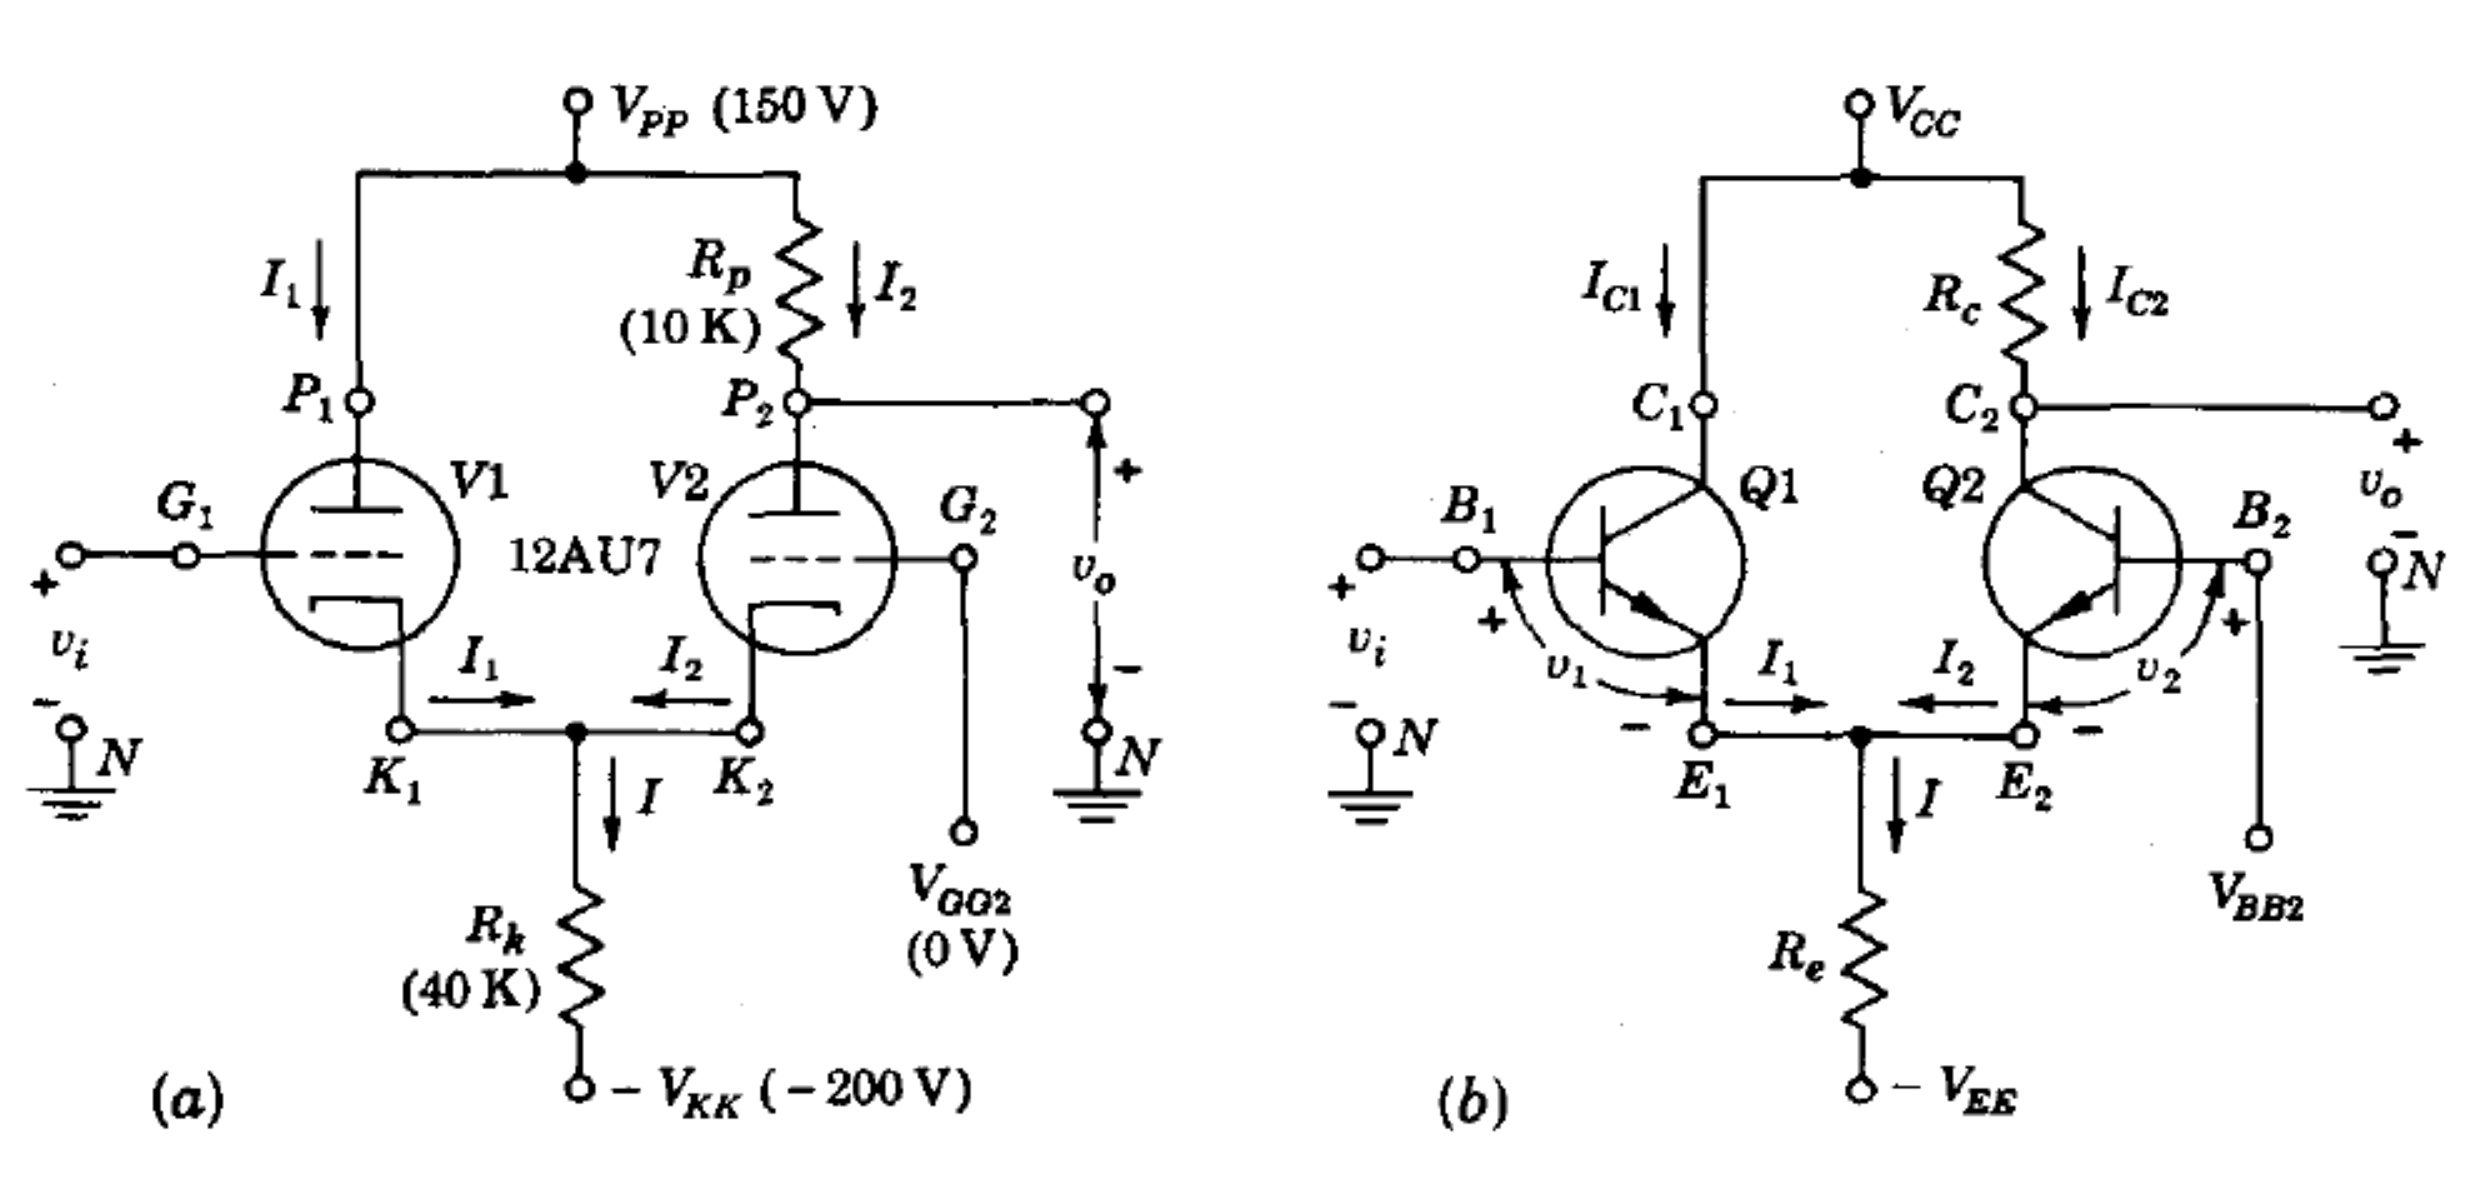 V_PP (150 V)
I_1
R_p
(10 K)
I_2
P_1
P_2
G_1
V1
12AU7
V2
G_2
+
v_i
-
N
+
v_o
-
N
I_1
I_2
K_1
K_2
I
V_GG2
(0 V)
R_k
(40 K)
- V_KK (- 200 V)
(a)
V_CC
I_C1
R_c
I_C2
C_1
C_2
B_1
Q1
Q2
B_2
+
v_o
-
N
+
v_i
-
N
+
v_1
-
I_1
I_2
+
v_2
-
E_1
E_2
I
V_BB2
R_e
- V_EE
(b)